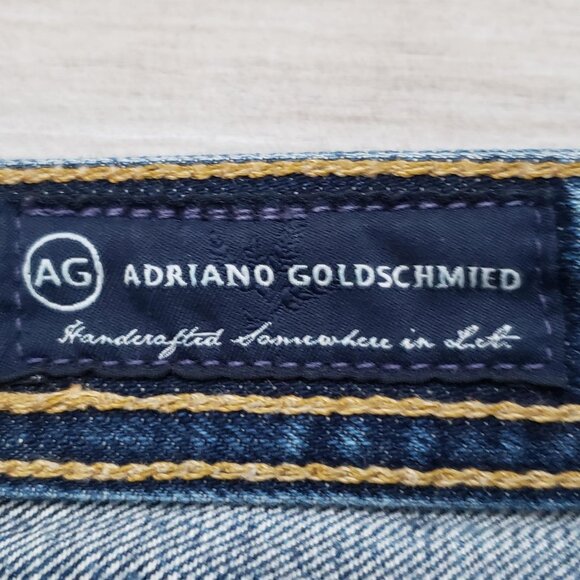 AG ADRIANO GOLDSCHMIED
Handcrafted Somewhere in L.A.